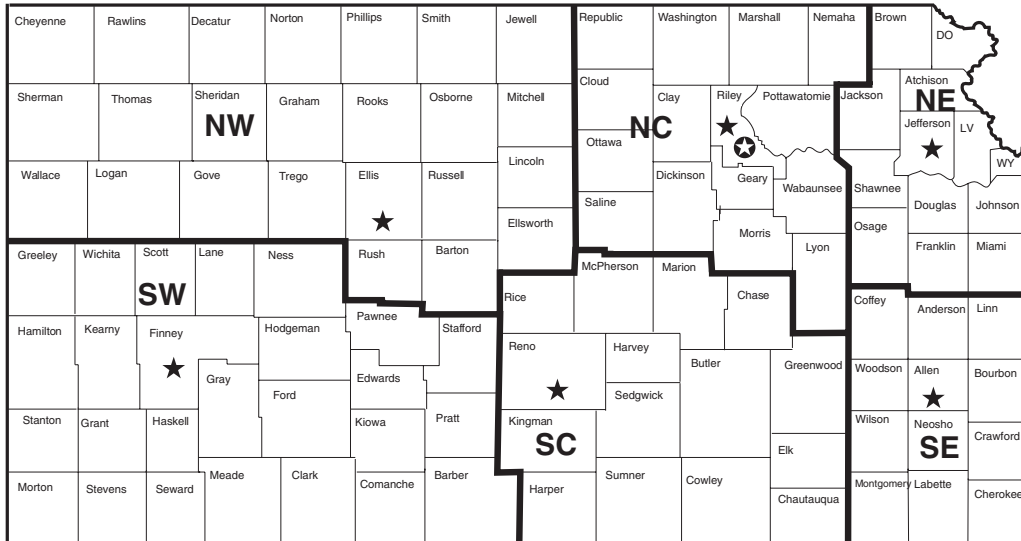 Cheyenne Rawlins Decatur Norton Phillips Smith Jewell Republic Washington Marshall Nemaha Brown
DO
Sherman Thomas Sheridan Graham Rooks Osborne Mitchell Cloud Clay Riley Pottawatomie Jackson Atchison
NW NC NE
Jefferson LV
Ottawa
Wallace Logan Gove Trego Ellis Russell Lincoln Dickinson Geary Wabaunsee Shawnee WY
Saline Ellsworth Morris Osage Douglas Johnson
Greeley Wichita Scott Lane Ness Rush Barton Lyon Franklin Miami
SW
McPherson Marion
Rice Chase Coffey Anderson Linn
Hamilton Kearny Finney Hodgeman Pawnee Stafford
Reno Harvey Butler Greenwood Woodson Allen Bourbon
Gray Ford Edwards Sedgwick
Stanton Grant Haskell Kiowa Pratt Kingman Wilson Neosho Crawford
SC SE
Elk
Morton Stevens Seward Meade Clark Comanche Barber Harper Sumner Cowley Chautauqua Montgomery Labette Cherokee